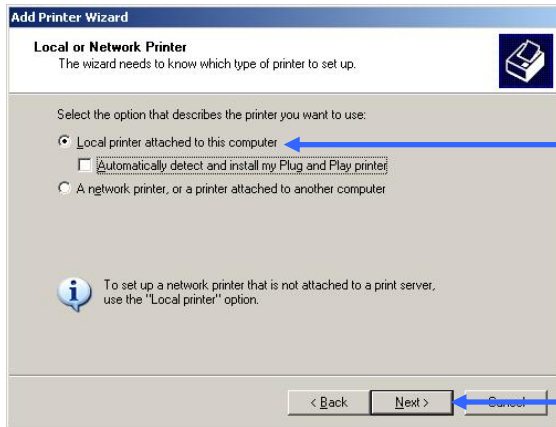 Add Printer Wizard
Local or Network Printer
The wizard needs to know which type of printer to set up.
Select the option that describes the printer you want to use:
Local printer attached to this computer
Automatically detect and install my Plug and Play printer
A network printer, or a printer attached to another computer
To set up a network printer that is not attached to a print server,
use the "Local printer" option.
< Back Next > Cancel